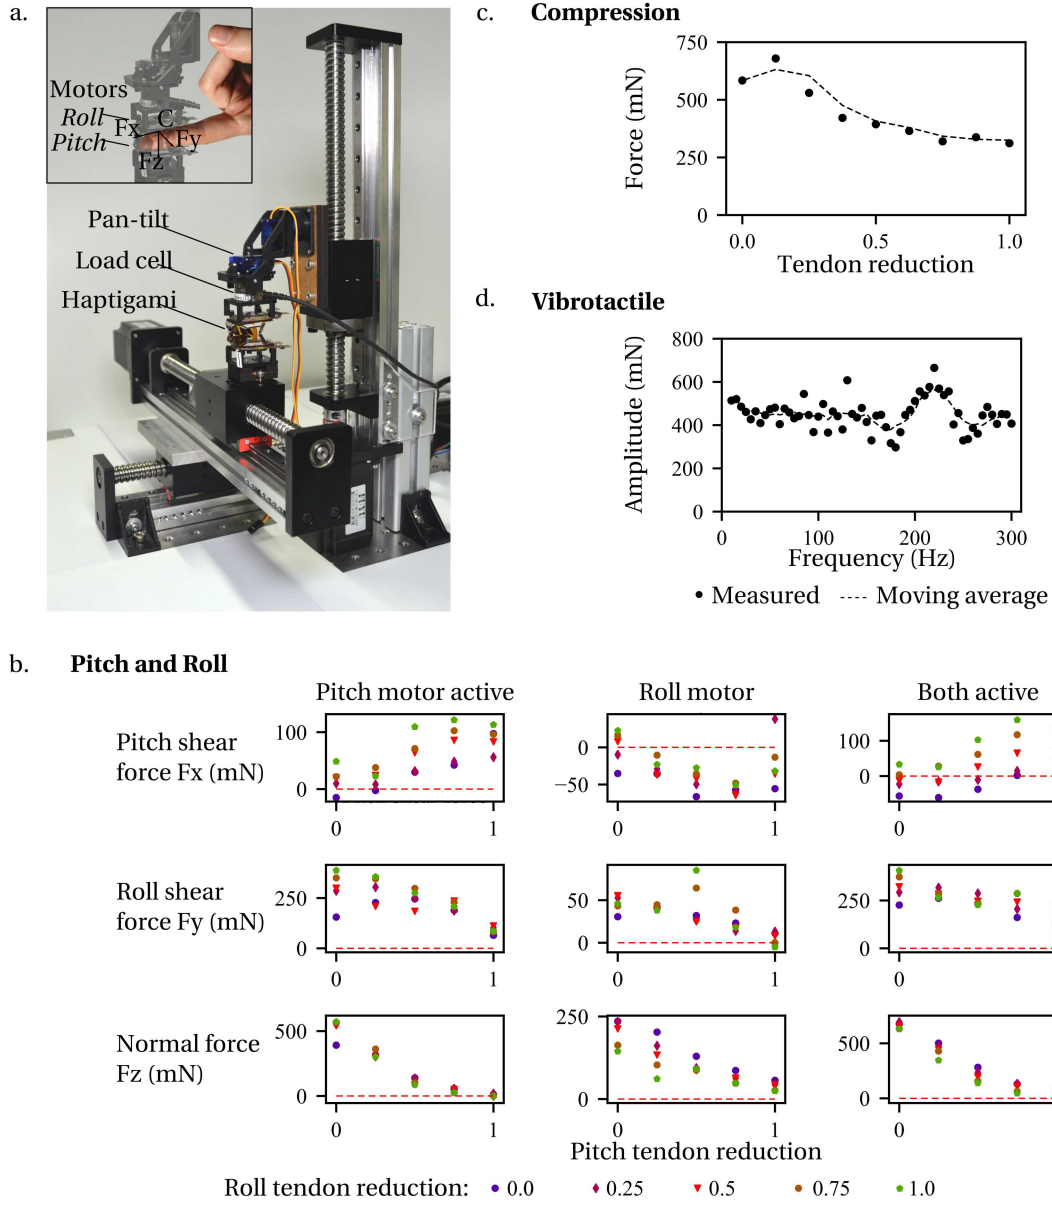 a.
Motors
Roll
Pitch
Fx
C
Fy
Fz
Pan-tilt
Load cell
Haptigami
c. Compression
Force (mN)
750
500
250
0
0.0 0.5 1.0
Tendon reduction
d. Vibrotactile
Amplitude (mN)
800
600
400
200
0
0 100 200 300
Frequency (Hz)
Measured Moving average
b. Pitch and Roll
Pitch motor active Roll motor Both active
Pitch shear
force Fx (mN)
100
0
0 1
0
−50
0 1
100
0
0
Roll shear
force Fy (mN)
250
0
0 1
50
0
0 1
250
0
0
Normal force
Fz (mN)
500
0
0 1
250
0
0 1
500
0
0
Pitch tendon reduction
Roll tendon reduction: 0.0 0.25 0.5 0.75 1.0